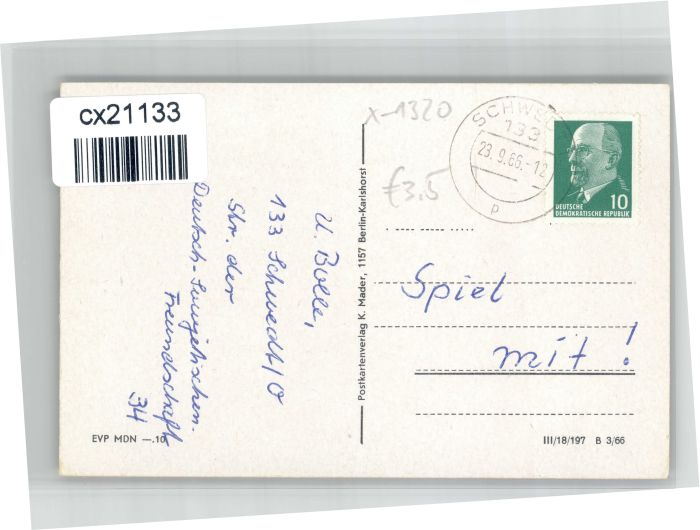 cx21133
x-1320
SCHWE
133
23.9.66.-12
p
£3.5
10
DEUTSCHE
DEMOKRATISCHE REPUBLIK
U. Bolle,
133 Schwedt/O
Str. der
Deutsch-Sowjetischen
Freundschaft
34
Postkartenverlag K. Mader, 1157 Berlin-Karlshorst
Spiel
mit!
EVP MDN —.10
III/18/197 B 3/66